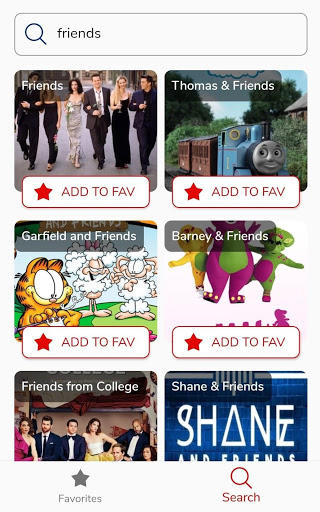 friends
Friends
Thomas & Friends
ADD TO FAV
ADD TO FAV
AND FRIENDS
Garfield and Friends
Barney & Friends
ADD TO FAV
ADD TO FAV
COLLEGE
Friends from College
Shane & Friends
SHANE
AND FRIENDS
Favorites
Search